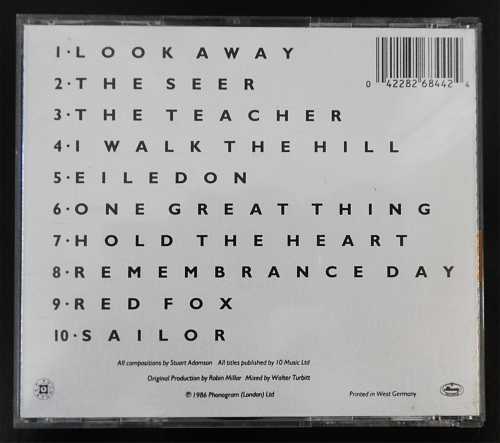 1·LOOK AWAY
2·THE SEER
3·THE TEACHER
4·I WALK THE HILL
5·EILEDON
6·ONE GREAT THING
7·HOLD THE HEART
8·REMEMBRANCE DAY
9·RED FOX
10·SAILOR
0 42282 68442 4
All compositions by Stuart Adamson All titles published by 10 Music Ltd
Original Production by Robin Millar Mixed by Walter Turbitt
℗ 1986 Phonogram (London) Ltd
Printed in West Germany